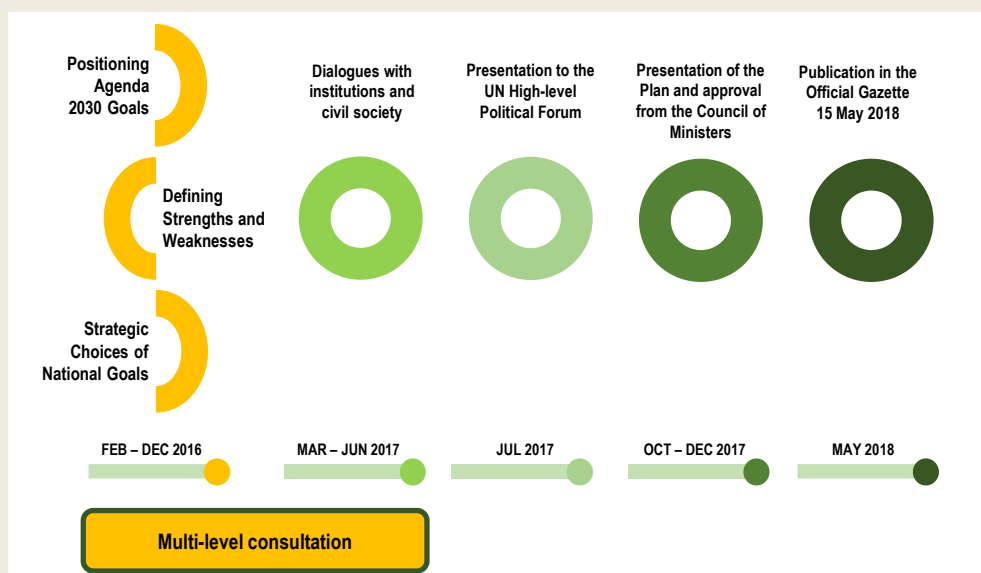 Positioning
Agenda
2030 Goals
Defining
Strengths and
Weaknesses
Strategic
Choices of
National Goals
Dialogues with
institutions and
civil society
Presentation to the
UN High-level
Political Forum
Presentation of the
Plan and approval
from the Council of
Ministers
Publication in the
Official Gazette
15 May 2018
FEB – DEC 2016
MAR – JUN 2017
JUL 2017
OCT – DEC 2017
MAY 2018
Multi-level consultation